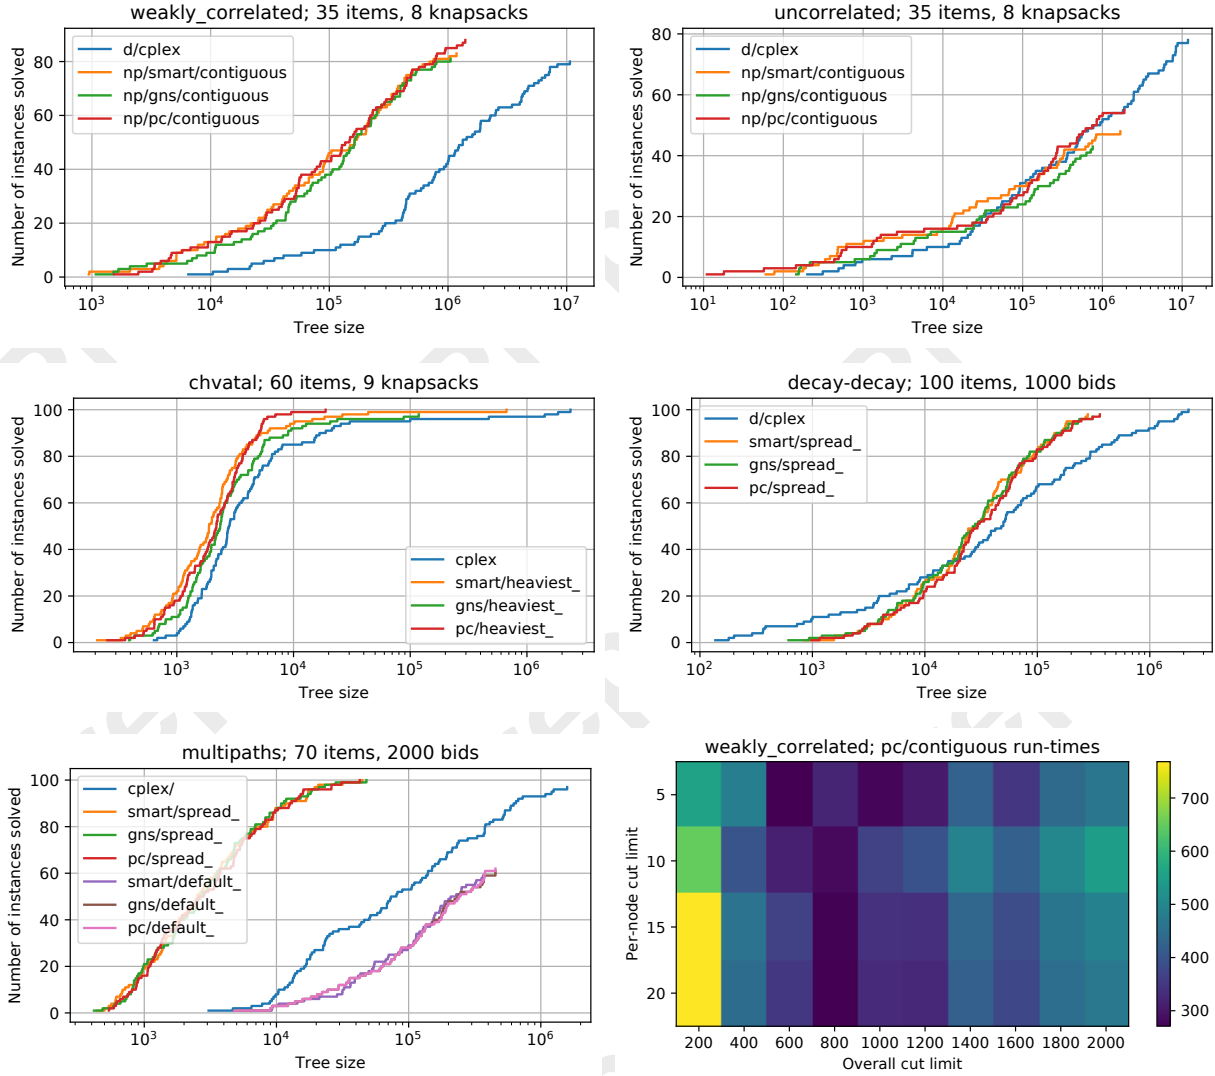 weakly_correlated; 35 items, 8 knapsacks
Number of instances solved
80
60
40
20
0
d/cplex
np/smart/contiguous
np/gns/contiguous
np/pc/contiguous
10^3 10^4 10^5 10^6 10^7
Tree size
uncorrelated; 35 items, 8 knapsacks
Number of instances solved
80
60
40
20
0
d/cplex
np/smart/contiguous
np/gns/contiguous
np/pc/contiguous
10^1 10^2 10^3 10^4 10^5 10^6 10^7
Tree size
chvatal; 60 items, 9 knapsacks
Number of instances solved
100
80
60
40
20
0
cplex
smart/heaviest_
gns/heaviest_
pc/heaviest_
10^3 10^4 10^5 10^6
Tree size
decay-decay; 100 items, 1000 bids
Number of instances solved
100
80
60
40
20
0
d/cplex
smart/spread_
gns/spread_
pc/spread_
10^2 10^3 10^4 10^5 10^6
Tree size
multipaths; 70 items, 2000 bids
Number of instances solved
100
80
60
40
20
0
cplex/
smart/spread_
gns/spread_
pc/spread_
smart/default_
gns/default_
pc/default_
10^3 10^4 10^5 10^6
Tree size
weakly_correlated; pc/contiguous run-times
Per-node cut limit
5
10
15
20
200 400 600 800 1000 1200 1400 1600 1800 2000
Overall cut limit
700
600
500
400
300